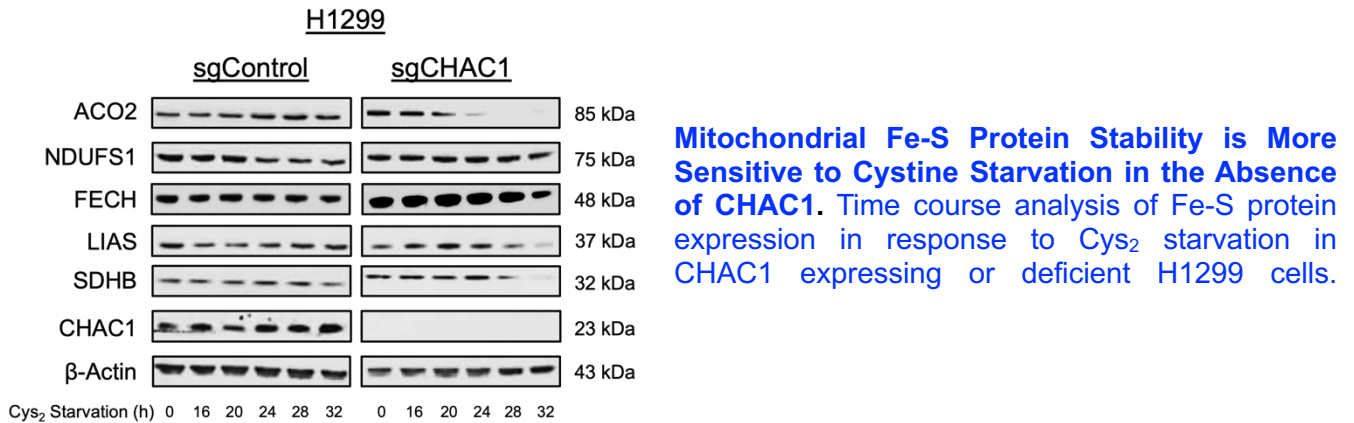 H1299
sgControl sgCHAC1
ACO2 85 kDa
NDUFS1 75 kDa
FECH 48 kDa
LIAS 37 kDa
SDHB 32 kDa
CHAC1 23 kDa
β-Actin 43 kDa
Cys₂ Starvation (h) 0 16 20 24 28 32 0 16 20 24 28 32
Mitochondrial Fe-S Protein Stability is More
Sensitive to Cystine Starvation in the Absence
of CHAC1. Time course analysis of Fe-S protein
expression in response to Cys₂ starvation in
CHAC1 expressing or deficient H1299 cells.